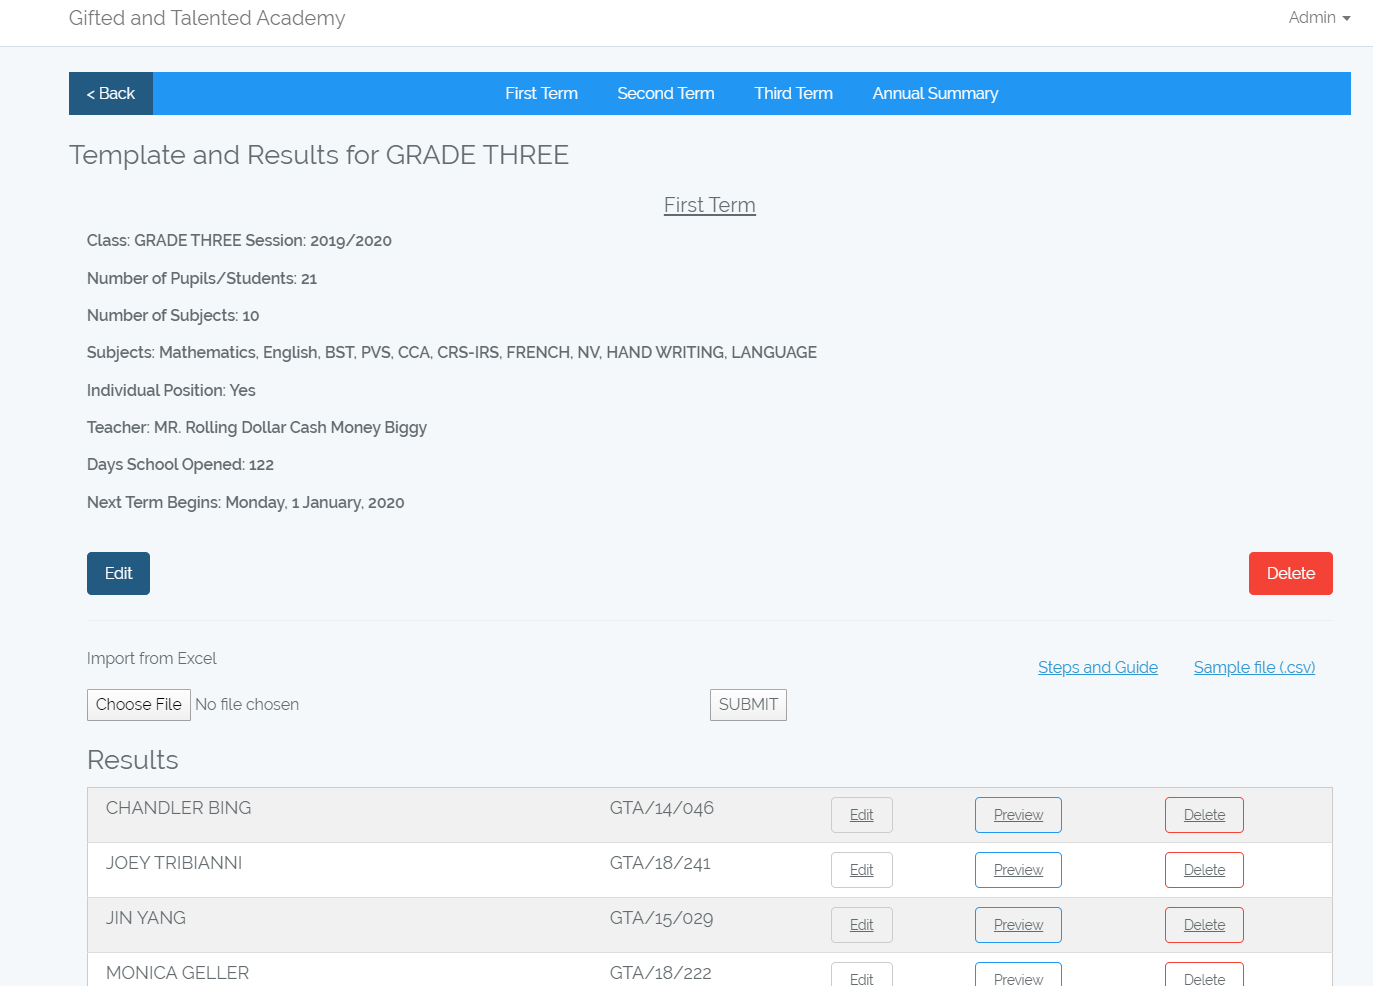 Gifted and Talented Academy Admin
< Back First Term Second Term Third Term Annual Summary
Template and Results for GRADE THREE
First Term
Class: GRADE THREE Session: 2019/2020
Number of Pupils/Students: 21
Number of Subjects: 10
Subjects: Mathematics, English, BST, PVS, CCA, CRS-IRS, FRENCH, NV, HAND WRITING, LANGUAGE
Individual Position: Yes
Teacher: MR. Rolling Dollar Cash Money Biggy
Days School Opened: 122
Next Term Begins: Monday, 1 January, 2020
Edit Delete
Import from Excel Steps and Guide Sample file (.csv)
Choose File No file chosen SUBMIT
Results
CHANDLER BING GTA/14/046 Edit Preview Delete
JOEY TRIBIANNI GTA/18/241 Edit Preview Delete
JIN YANG GTA/15/029 Edit Preview Delete
MONICA GELLER GTA/18/222 Edit Preview Delete